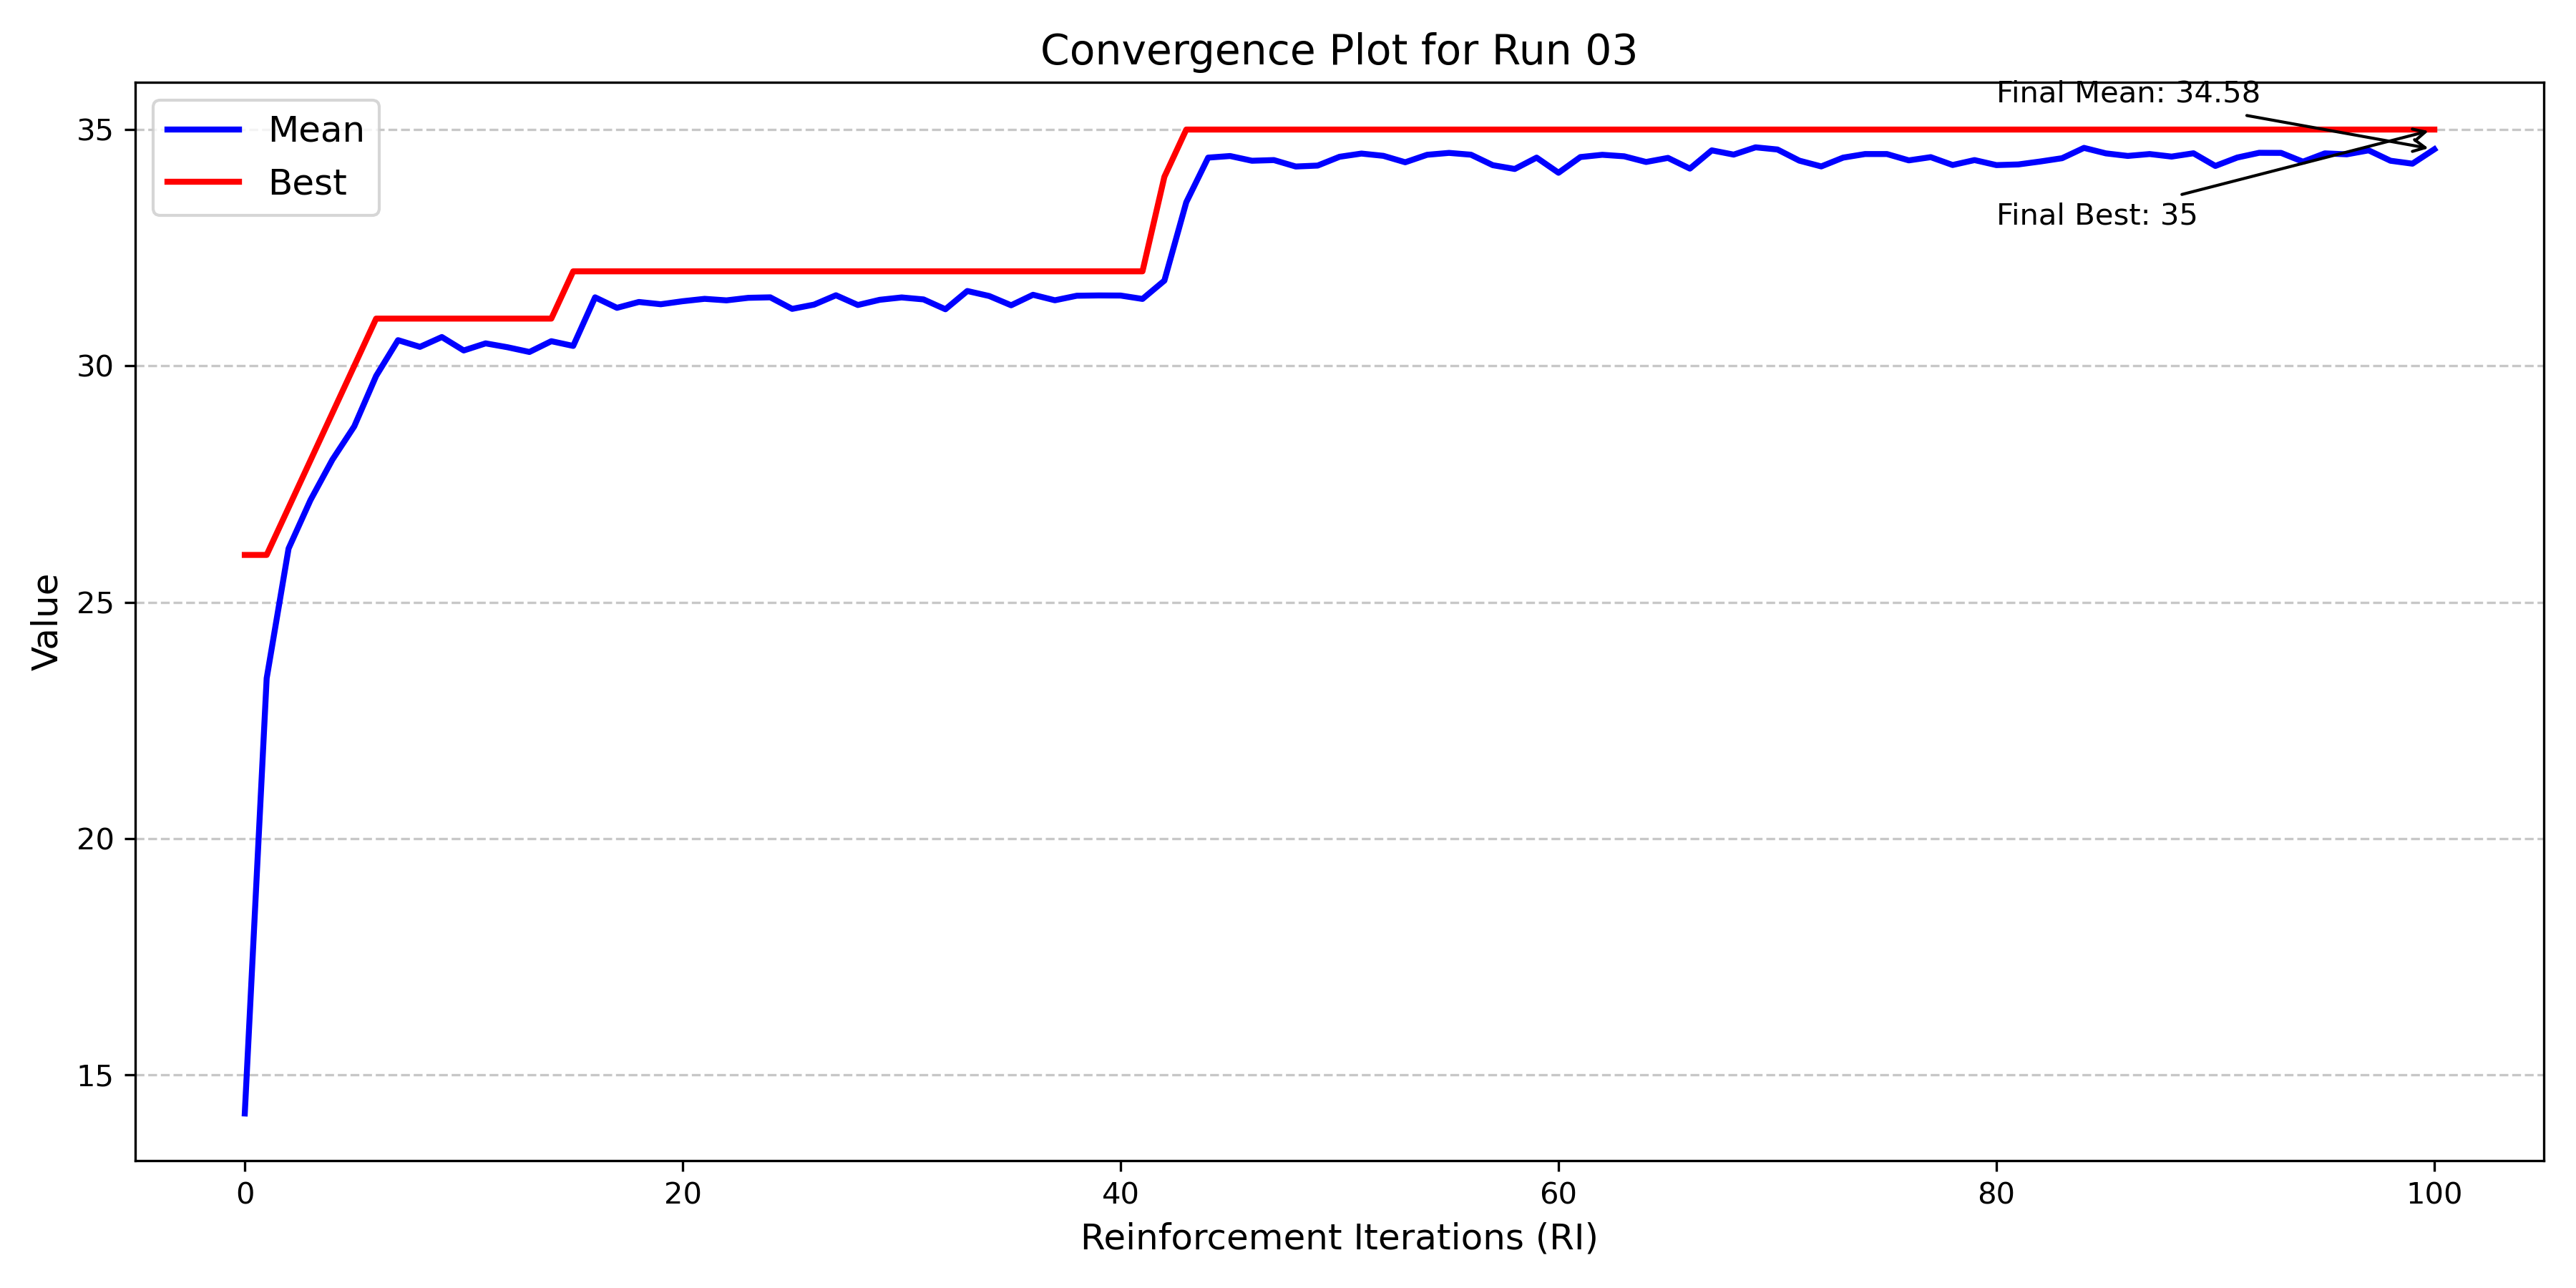 Convergence Plot for Run 03
Mean
Best
Final Mean: 34.58
Final Best: 35
Value
35
30
25
20
15
0
20
40
60
80
100
Reinforcement Iterations (RI)